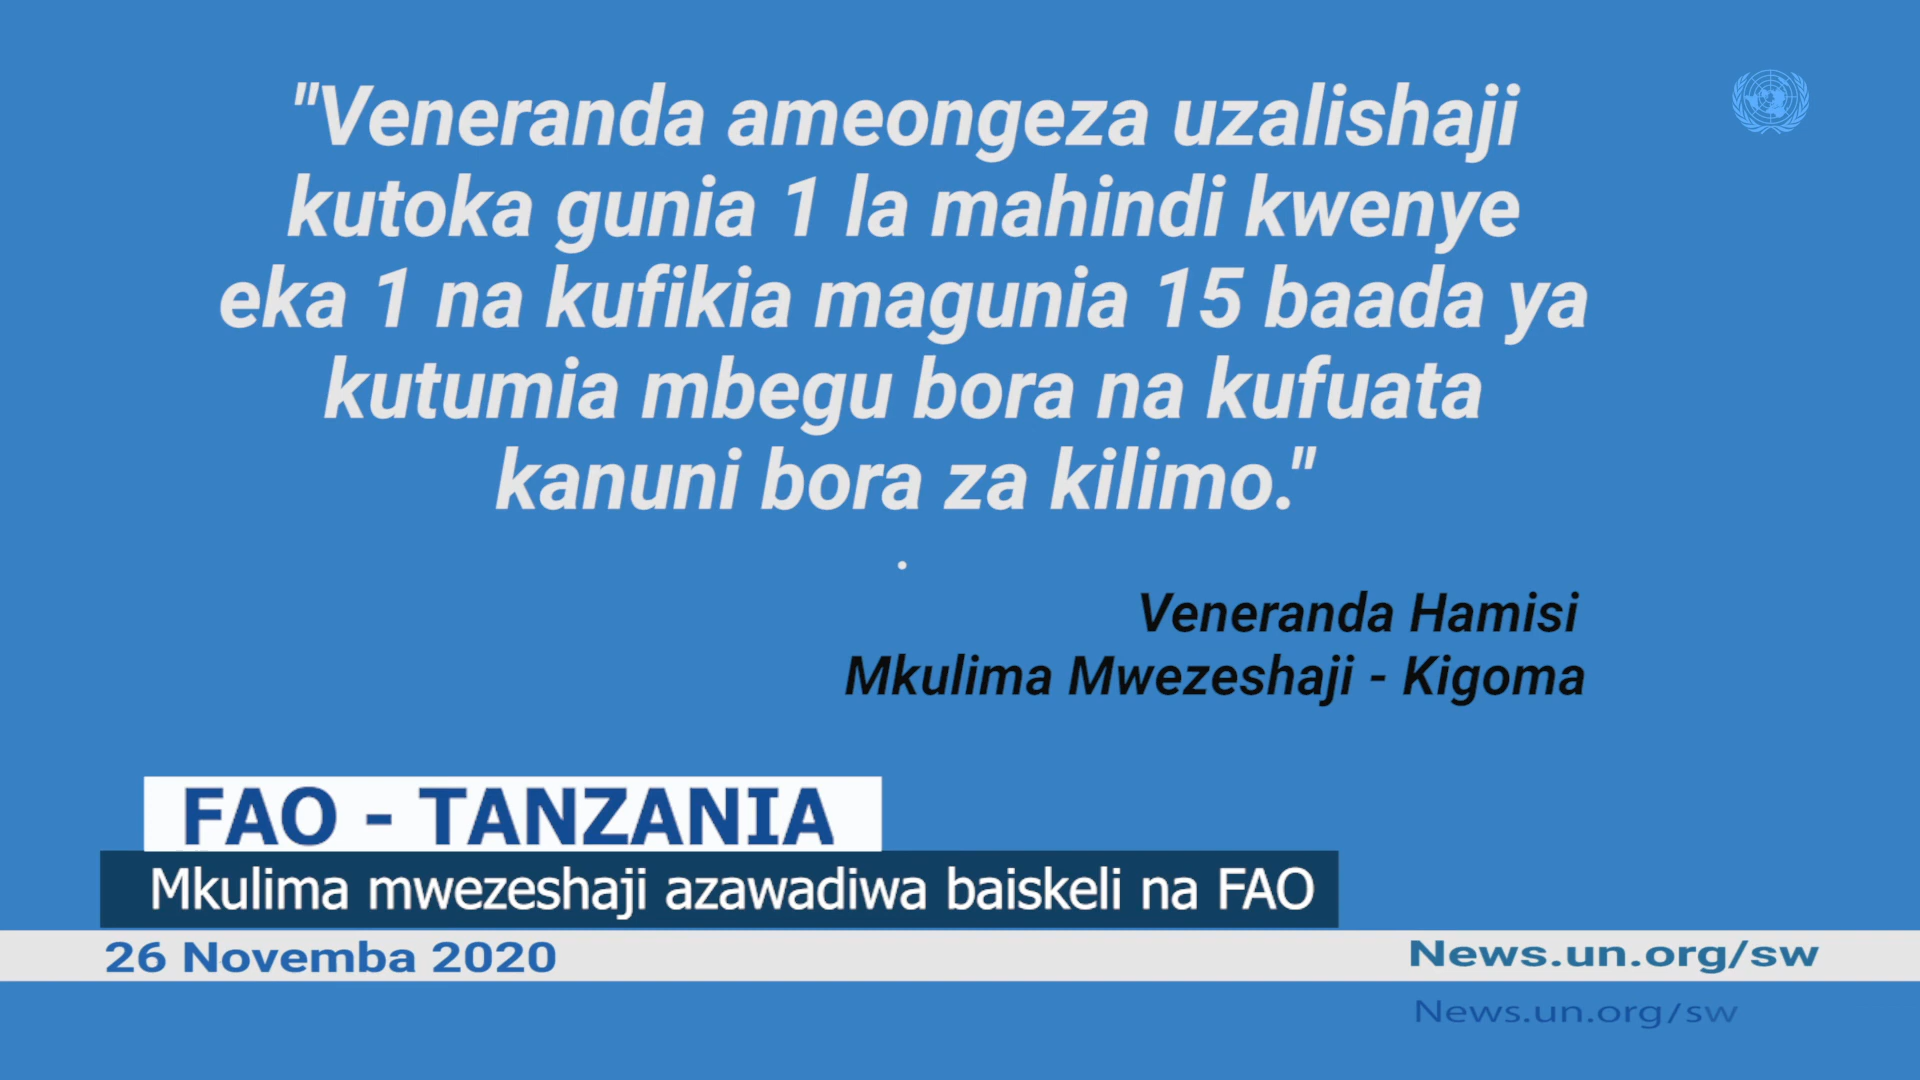 "Veneranda ameongeza uzalishaji
kutoka gunia 1 la mahindi kwenye
eka 1 na kufikia magunia 15 baada ya
kutumia mbegu bora na kufuata
kanuni bora za kilimo."
.
Veneranda Hamisi
Mkulima Mwezeshaji - Kigoma
FAO - TANZANIA
Mkulima mwezeshaji azawadiwa baiskeli na FAO
26 Novemba 2020
News.un.org/sw
News.un.org/sw